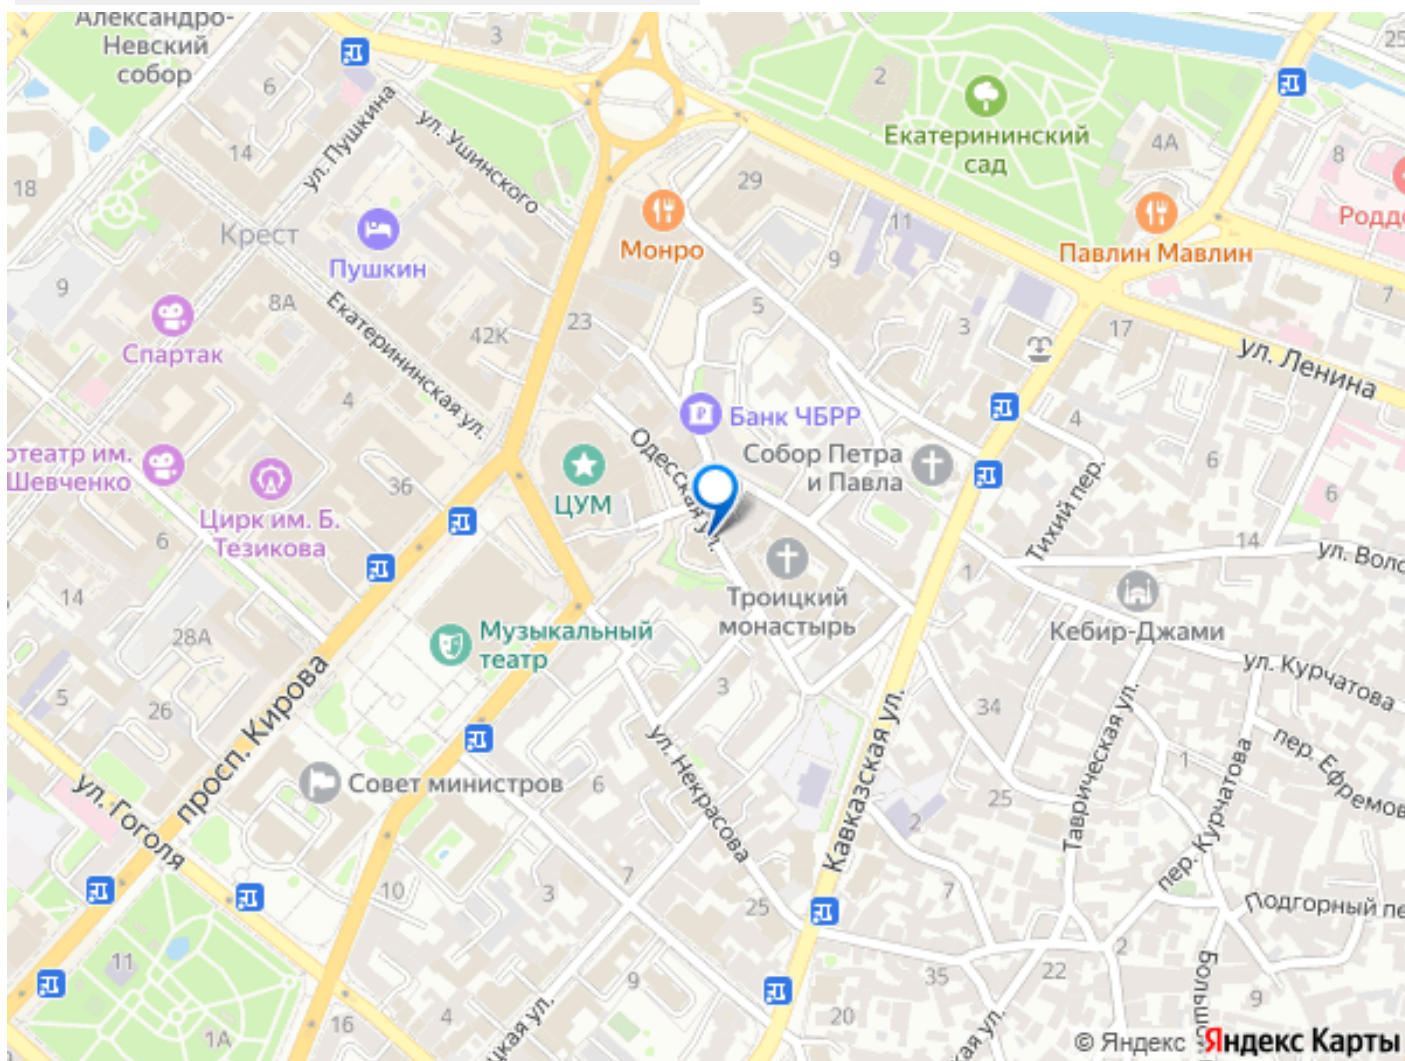 Александро-
Невский
собор
3
2
25
6
ул. Пушкина
ул. Ушинского
Екатерининский
сад
4А
8
14
18
29
11
Родд
Крест
Монро
Павлин Мавлин
Пушкин
9
9
7
8А
Екатерининская ул.
42К
23
5
3
17
ул. Ленина
Спартак
4
Банк ЧБРР
4
Одесская ул.
отеатр им.
Шевченко
Собор Петра
и Павла
6
36
ЦУМ
6
Цирк им. Б.
Тезикова
6
Тихий пер.
14
ул. Воло
14
Троицкий
монастырь
1
Кебир-Джами
28А
Музыкальный
театр
ул. Курчатова
5
26
просп. Кирова
3
34
Таврическая ул.
1
пер. Ефремов
ул. Некрасова
Кавказская ул.
Совет министров
6
25
2
пер. Курчатова
ул. Гоголя
10
3
7
25
7
Подгорный пе
11
2
Большо
35
22
9
9
1А
16
4
цкая ул.
20
кая ул.
© Яндекс Яндекс Карты